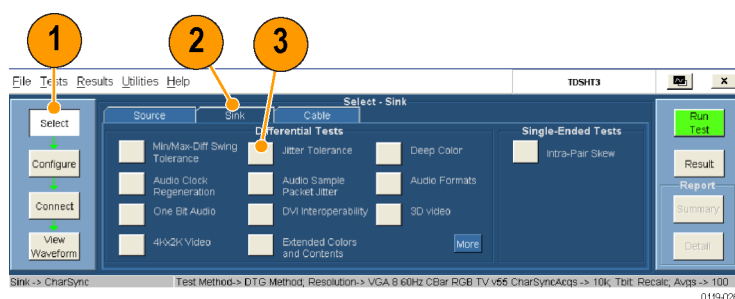 1 2 3
File Tests Results Utilities Help
TDSHT3
x
Select - Sink
Source Sink Cable
Differential Tests
Single-Ended Tests
Select
Configure
Connect
View
Waveform
Min/Max-Diff Swing
Tolerance
Jitter Tolerance
Deep Color
Audio Clock
Regeneration
Audio Sample
Packet Jitter
Audio Formats
One Bit Audio
DVI Interoperability
3D video
4Kx2K Video
Extended Colors
and Contents
More
Intra-Pair Skew
Run
Test
Result
Report
Summary
Detail
Sink -> CharSync
Test Method-> DTG Method; Resolution-> VGA 8 60Hz CBar RGB TV v55 CharSyncAcqs -> 10k; Tbit: Recalc; Avgs -> 100